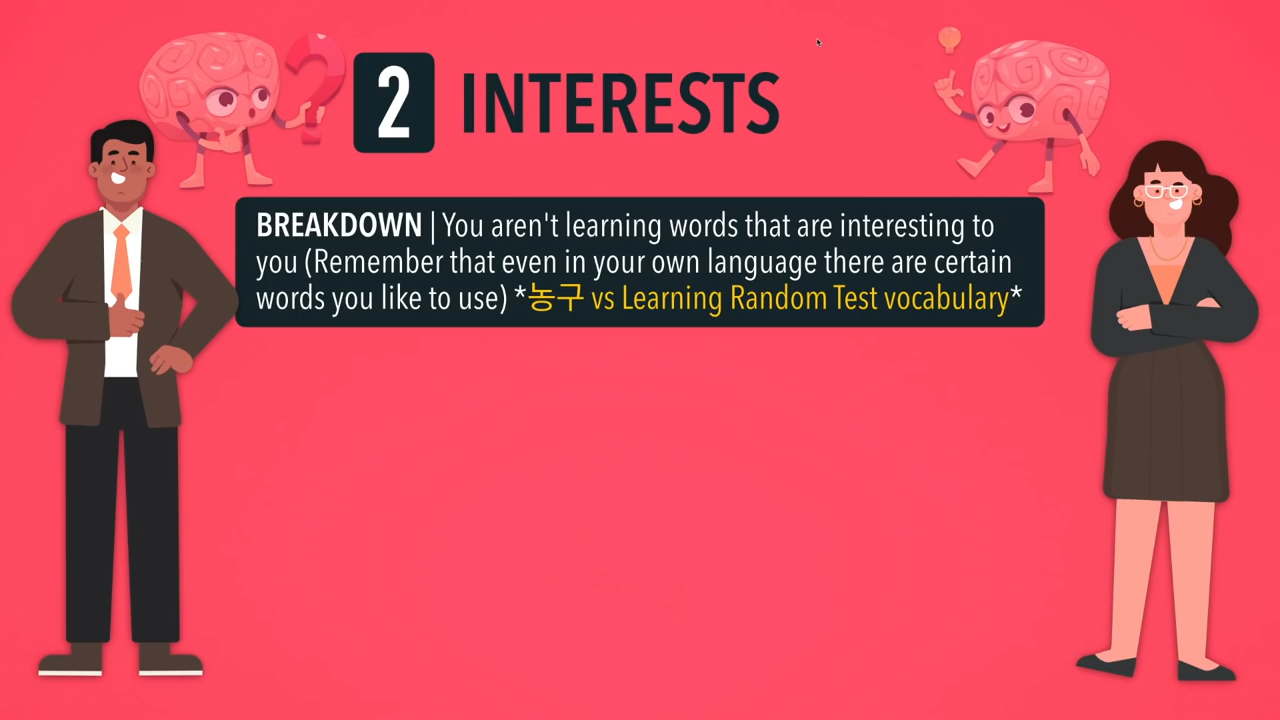 2 INTERESTS
BREAKDOWN | You aren't learning words that are interesting to
you (Remember that even in your own language there are certain
words you like to use) *농구 vs Learning Random Test vocabulary*